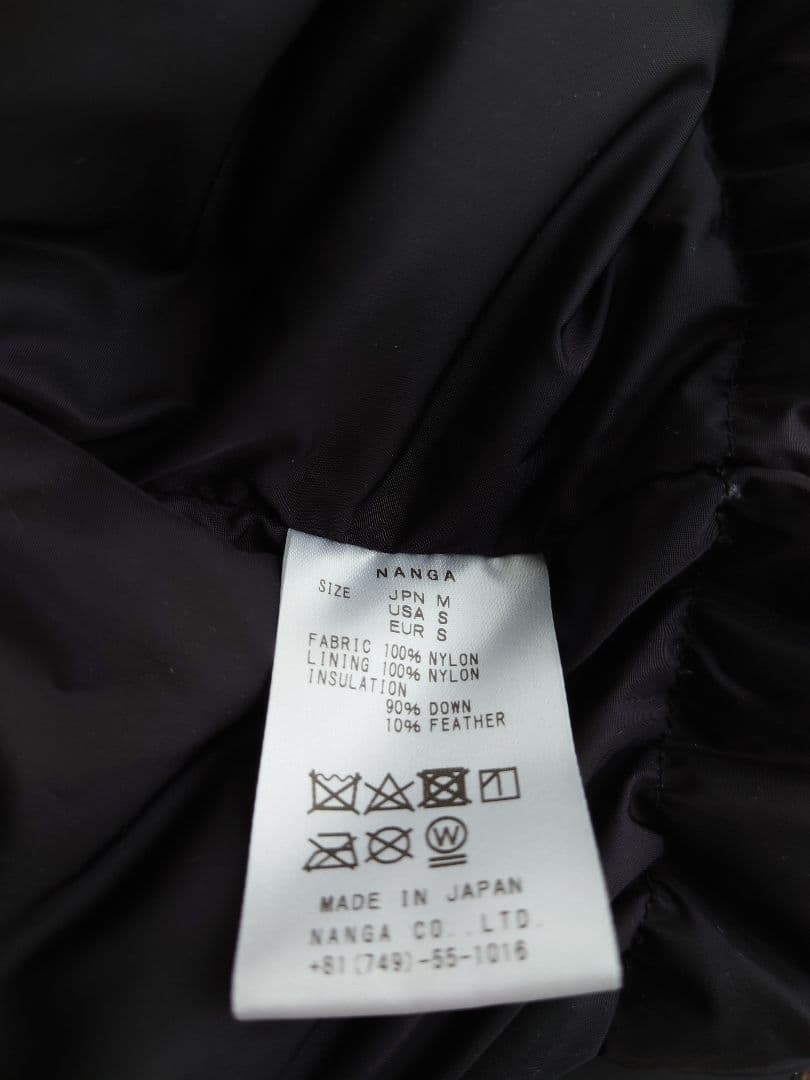 NANGA
SIZE JPN M
USA S
EUR S
FABRIC 100% NYLON
LINING 100% NYLON
INSULATION
90% DOWN
10% FEATHER
W
MADE IN JAPAN
NANGA CO., LTD.
+81(749)-55-1016